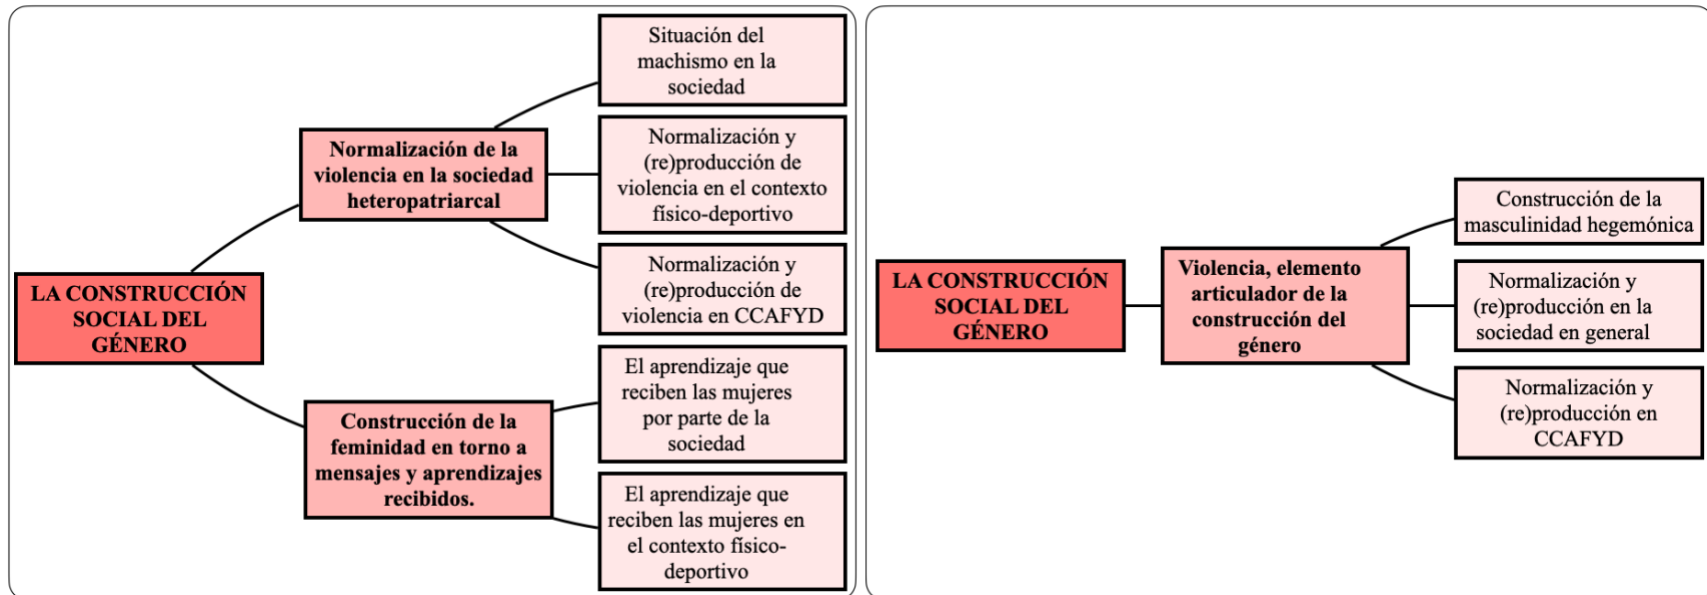 LA CONSTRUCCIÓN
SOCIAL DEL
GÉNERO
Normalización de la
violencia en la sociedad
heteropatriarcal
Situación del
machismo en la
sociedad
Normalización y
(re)producción de
violencia en el contexto
físico-deportivo
Normalización y
(re)producción de
violencia en CCAFYD
Construcción de la
feminidad en torno a
mensajes y aprendizajes
recibidos.
El aprendizaje que
reciben las mujeres
por parte de la
sociedad
El aprendizaje que
reciben las mujeres en
el contexto físico-
deportivo
LA CONSTRUCCIÓN
SOCIAL DEL
GÉNERO
Violencia, elemento
articulador de la
construcción del
género
Construcción de la
masculinidad hegemónica
Normalización y
(re)producción en la
sociedad en general
Normalización y
(re)producción en
CCAFYD